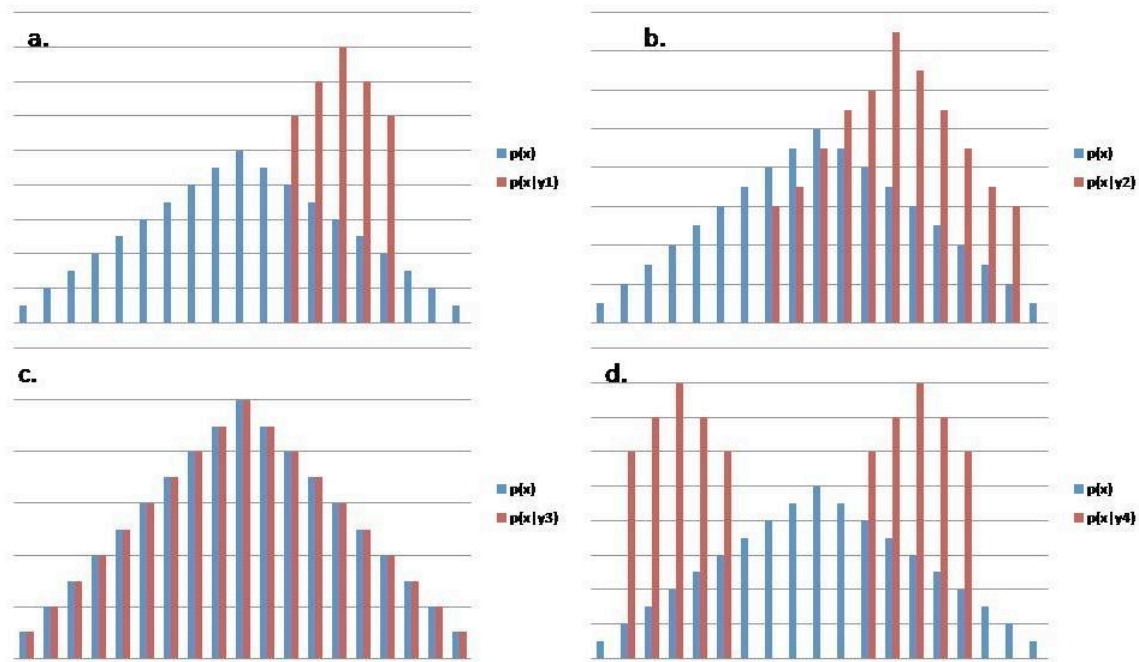 a.
p(x)
p(x|y1)
b.
p(x)
p(x|y2)
c.
p(x)
p(x|y3)
d.
p(x)
p(x|y4)